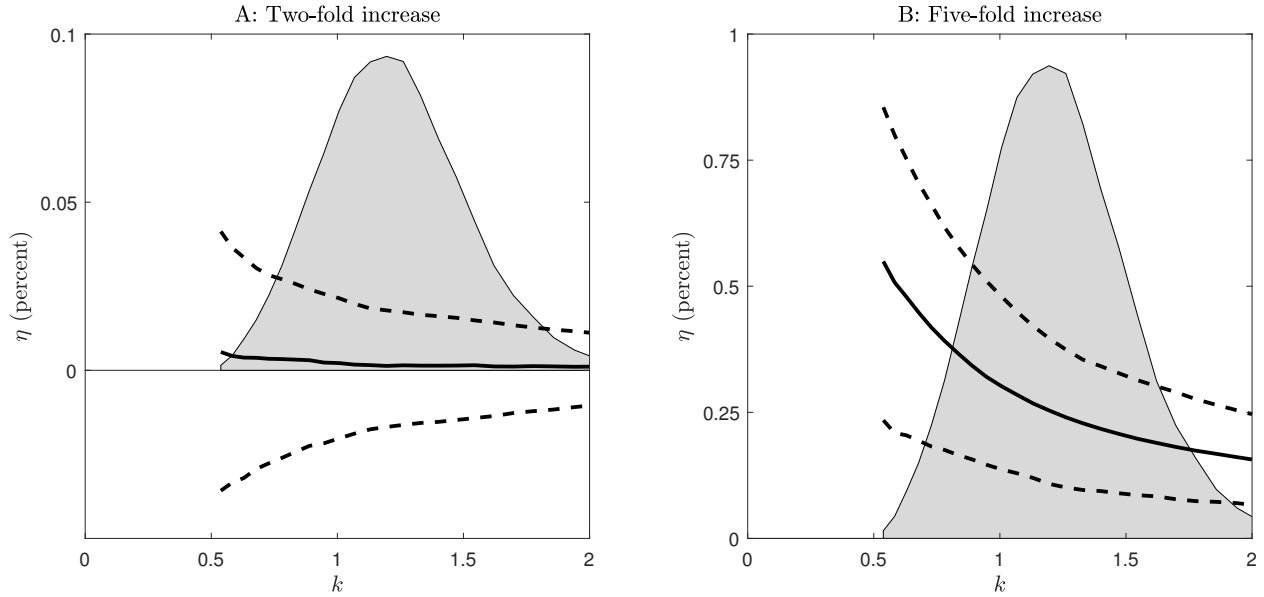 A: Two-fold increase
0.1
0.05
0
η (percent)
0 0.5 1 1.5 2
k
B: Five-fold increase
1
0.75
0.5
0.25
0
η (percent)
0 0.5 1 1.5 2
k